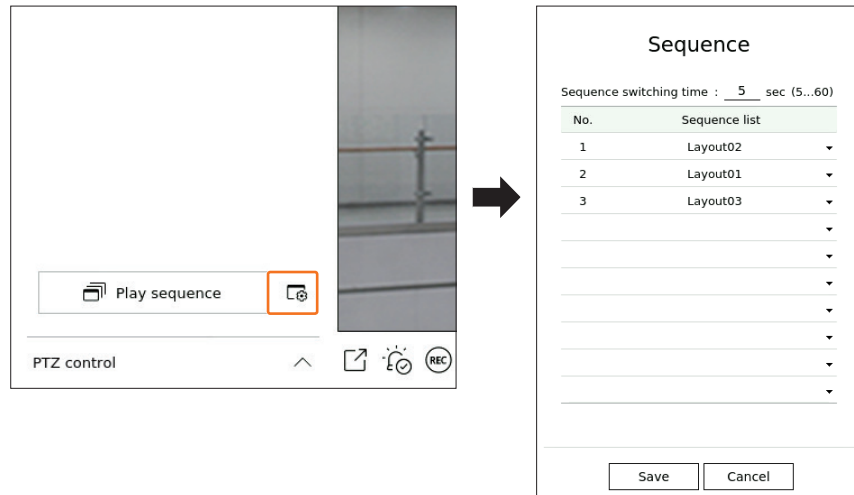 Play sequence
PTZ control
REC
Sequence
Sequence switching time : 5 sec (5...60)
No. Sequence list
1 Layout02
2 Layout01
3 Layout03
Save Cancel